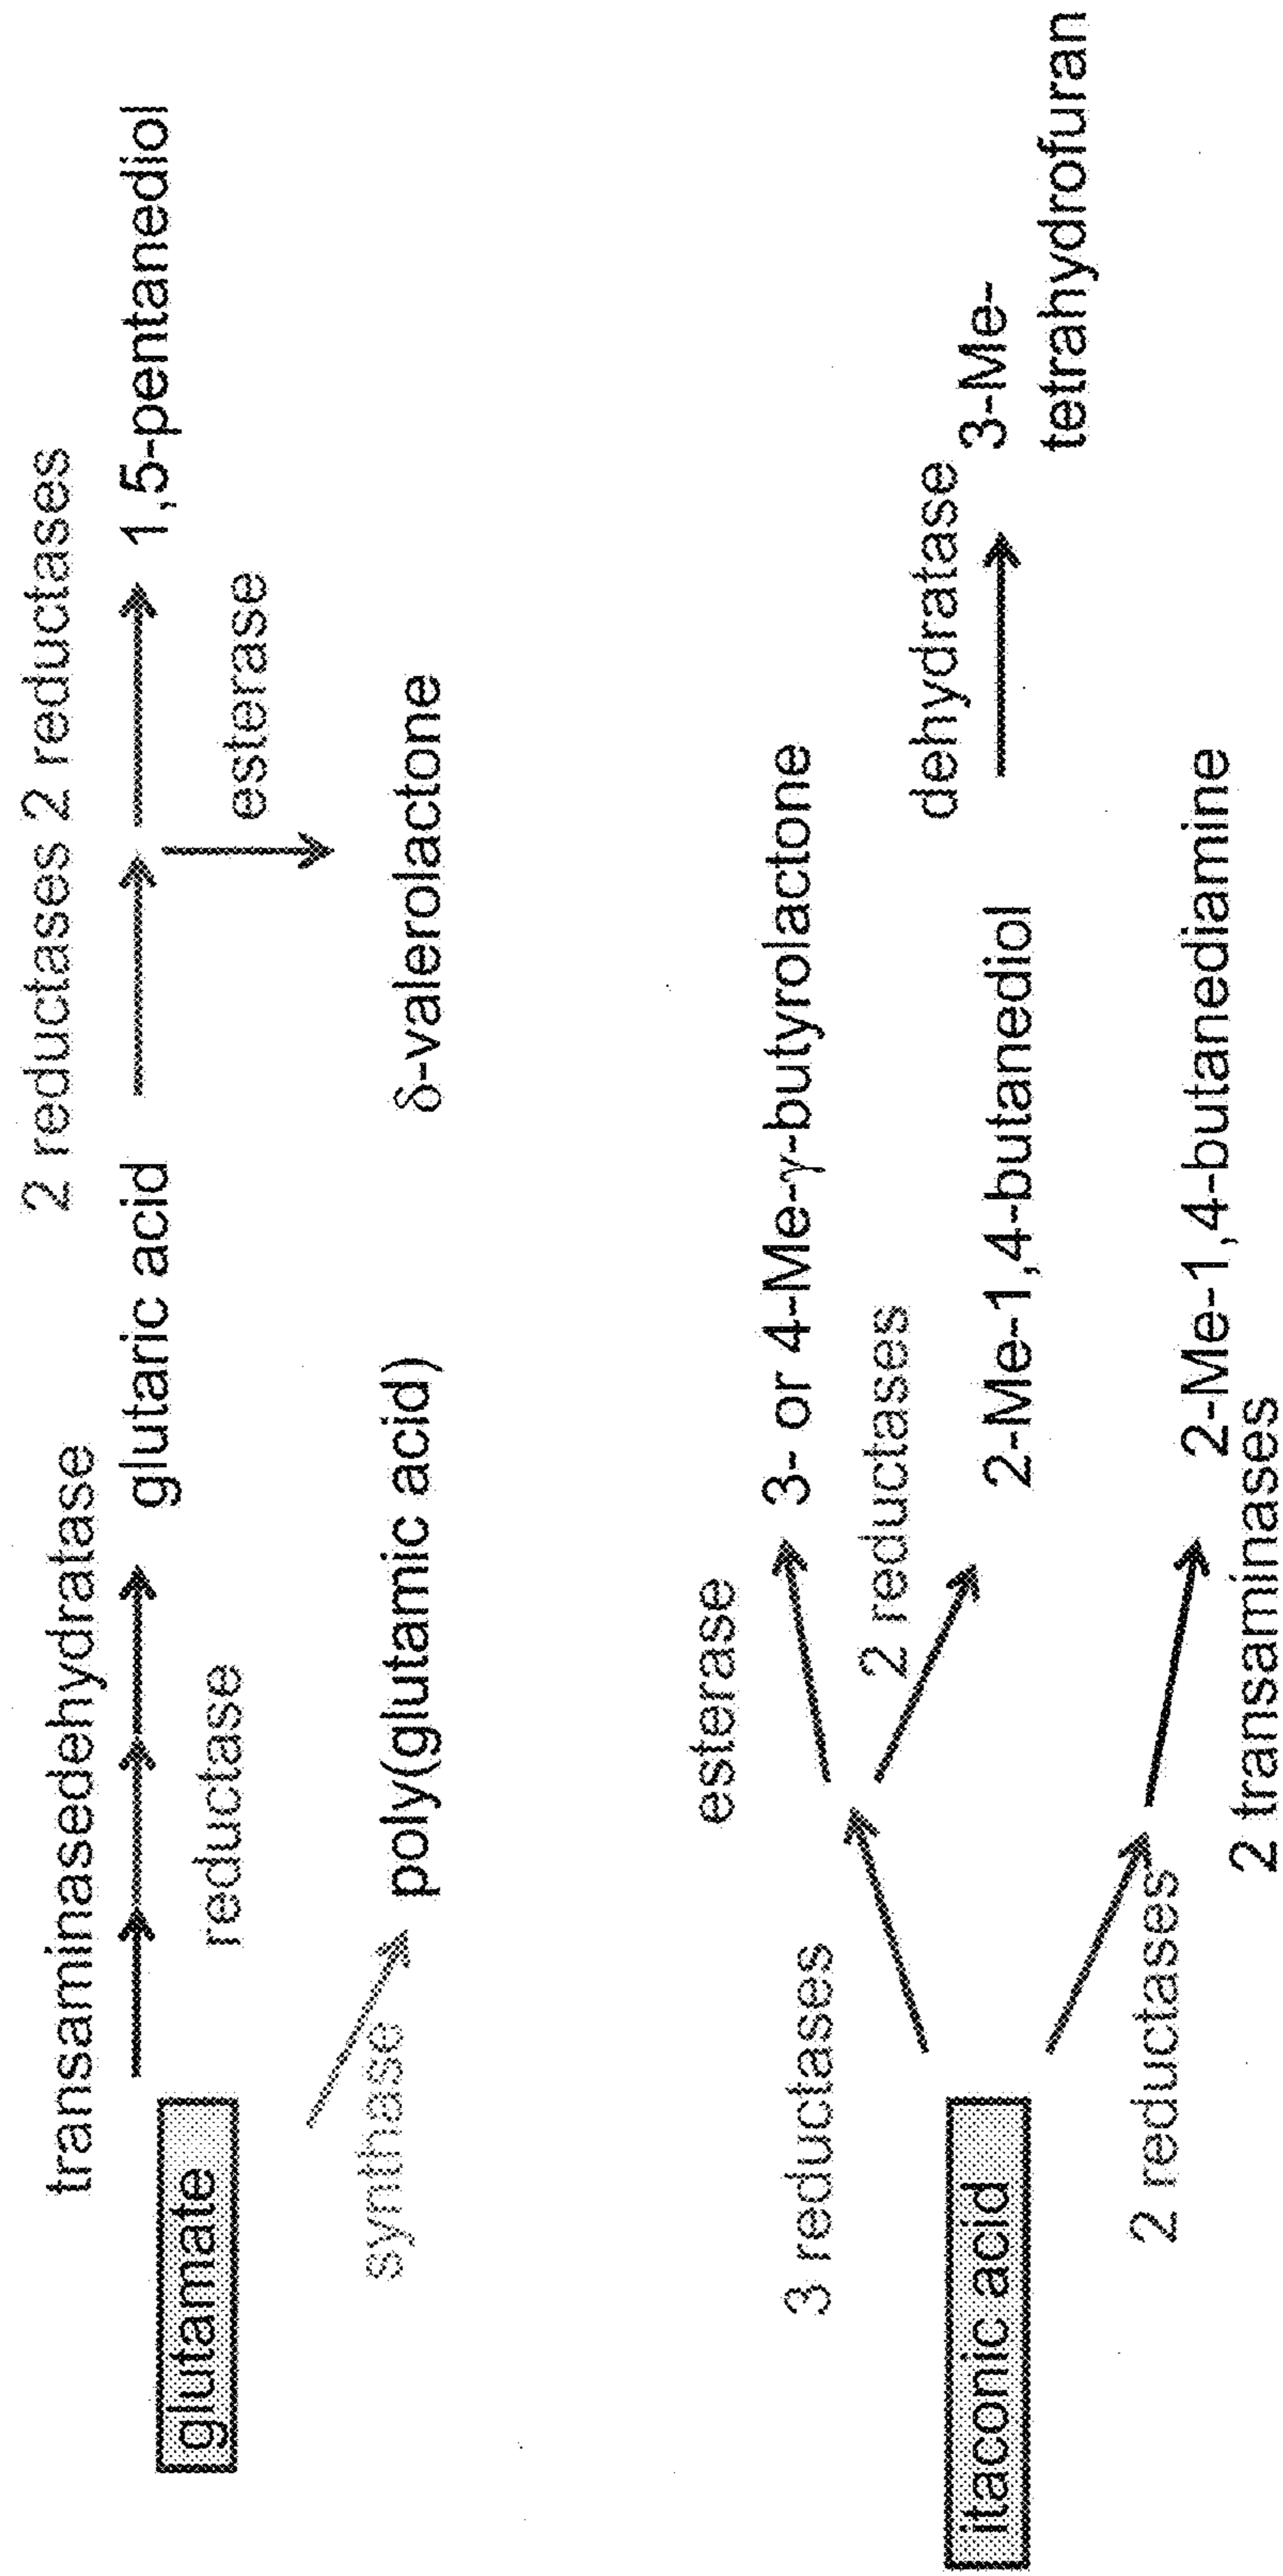 2 reductases 2 reductases
transaminasedehydratase
glutaric acid
1,5-pentanediol
glutamate
reductase
esterase
synthase
poly(glutamic acid)
δ-valerolactone
esterase
3- or 4-Me-γ-butyrolactone
3 reductases
2 reductases
dehydratase
itaconic acid
2-Me-1,4-butanediol
3-Me-
tetrahydrofuran
2 reductases
2-Me-1,4-butanediamine
2 transaminases